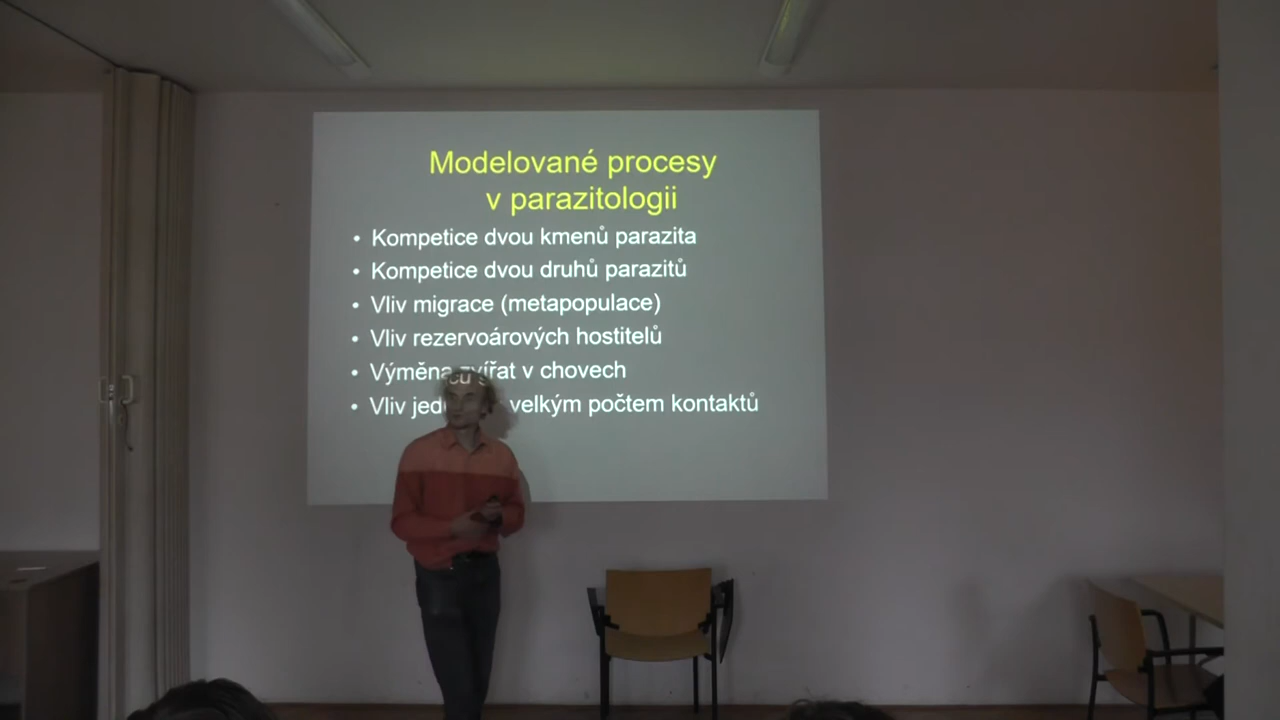 Modelované procesy
v parazitologii
• Kompetice dvou kmenů parazita
• Kompetice dvou druhů parazitů
• Vliv migrace (metapopulace)
• Vliv rezervoárových hostitelů
• Výměna zvířat v chovech
• Vliv velkým počtem kontaktů